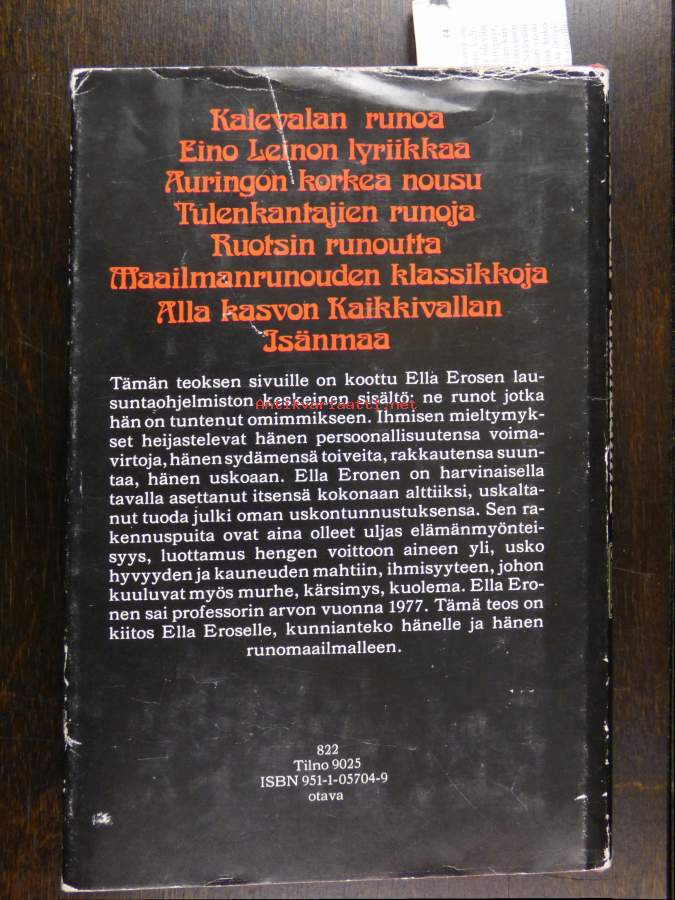 44
Kalevalan runoa
Eino Leinon lyriikkaa
Auringon korkea nousu
Tulenkantajien runoja
Ruotsin runoutta
Maailmanrunouden klassikkoja
Alla kasvon Kaikkivallan
Isänmaa
Tämän teoksen sivuille on koottu Ella Erosen lau-
suntaohjelmiston keskeinen sisältö: ne runot jotka
Antikvariaatti.net
hän on tuntenut omimmikseen. Ihmisen mieltymyk-
set heijastelevat hänen persoonallisuutensa voima-
virtoja, hänen sydämensä toiveita, rakkautensa suun-
taa, hänen uskoaan. Ella Eronen on harvinaisella
tavalla asettanut itsensä kokonaan alttiiksi, uskalta-
nut tuoda julki oman uskontunnustuksensa. Sen ra-
kennuspuita ovat aina olleet uljas elämänmyöntei-
syys, luottamus hengen voittoon aineen yli, usko
hyvyyden ja kauneuden mahtiin, ihmisyyteen, johon
kuuluvat myös murhe, kärsimys, kuolema. Ella Ero-
nen sai professorin arvon vuonna 1977. Tämä teos on
kiitos Ella Eroselle, kunnianteko hänelle ja hänen
runomaailmalleen.
822
Tilno 9025
ISBN 951-1-05704-9
otava